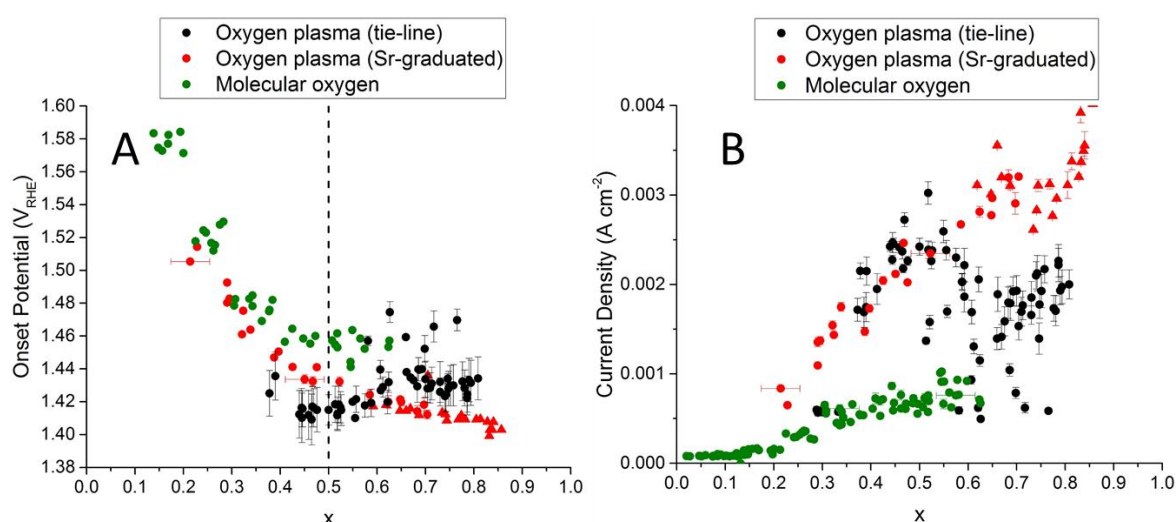 Oxygen plasma (tie-line)
Oxygen plasma (Sr-graduated)
Molecular oxygen
A
Onset Potential (V_RHE)
1.60
1.58
1.56
1.54
1.52
1.50
1.48
1.46
1.44
1.42
1.40
1.38
0.0 0.1 0.2 0.3 0.4 0.5 0.6 0.7 0.8 0.9 1.0
x
Oxygen plasma (tie-line)
Oxygen plasma (Sr-graduated)
Molecular oxygen
B
Current Density (A cm⁻²)
0.004
0.003
0.002
0.001
0.000
0.0 0.1 0.2 0.3 0.4 0.5 0.6 0.7 0.8 0.9 1.0
x